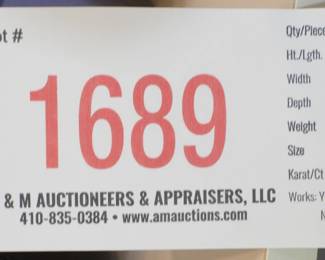 ot #
1689
& M AUCTIONEERS & APPRAISERS, LLC
410-835-0384 • www.amauctions.com
Qty/Piece
Ht./Lgth.
Width
Depth
Weight
Size
Karat/Ct
Works: Y
N